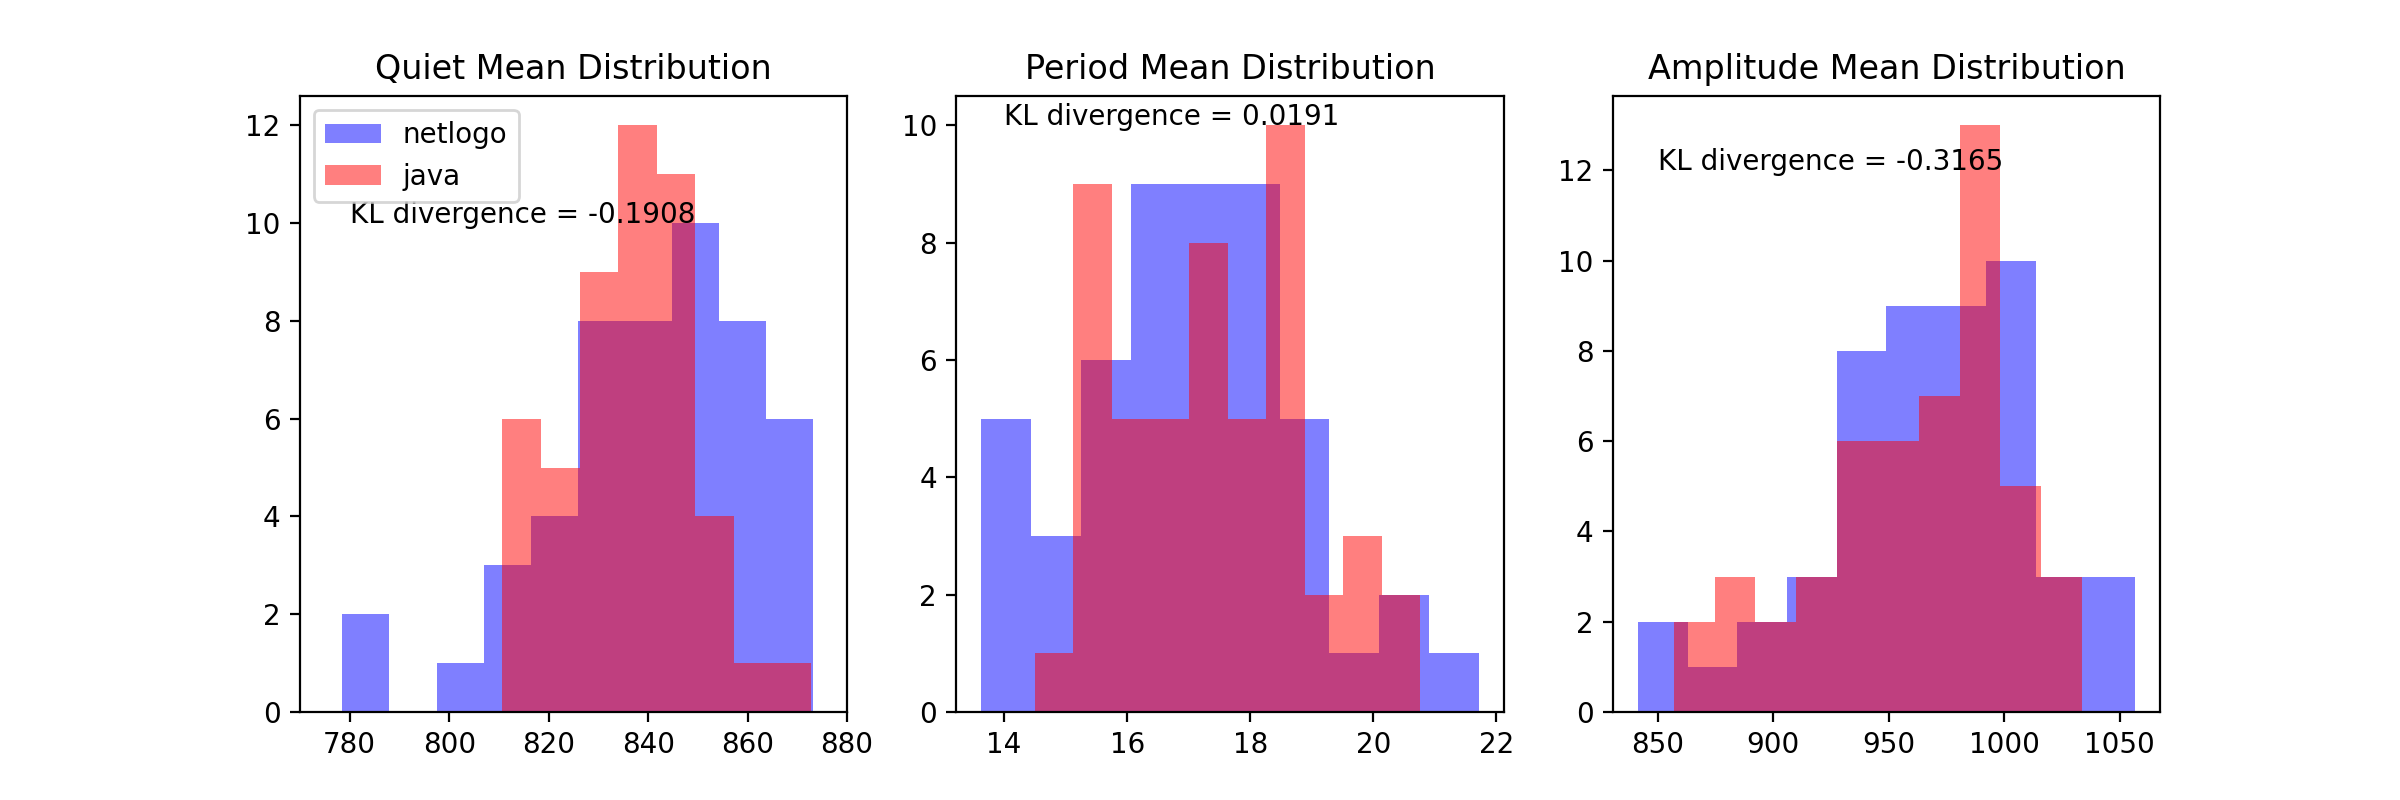 Quiet Mean Distribution
netlogo
java
KL divergence = -0.1908
12
10
8
6
4
2
0
780 800 820 840 860 880
Period Mean Distribution
KL divergence = 0.0191
10
8
6
4
2
0
14 16 18 20 22
Amplitude Mean Distribution
KL divergence = -0.3165
12
10
8
6
4
2
0
850 900 950 1000 1050